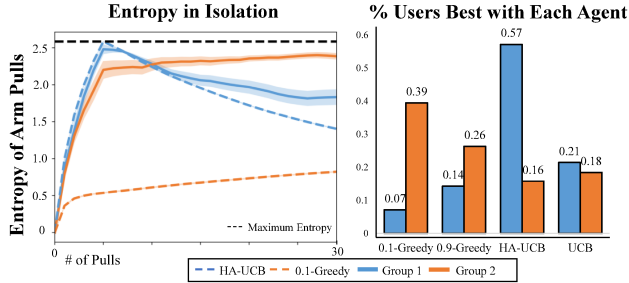 Entropy in Isolation
Entropy of Arm Pulls
2.5
2.0
1.5
1.0
0.5
0
0
30
# of Pulls
Maximum Entropy
% Users Best with Each Agent
0.6
0.5
0.4
0.3
0.2
0.1
0
0.07
0.39
0.14
0.26
0.57
0.16
0.21
0.18
0.1-Greedy
0.9-Greedy
HA-UCB
UCB
HA-UCB
0.1-Greedy
Group 1
Group 2